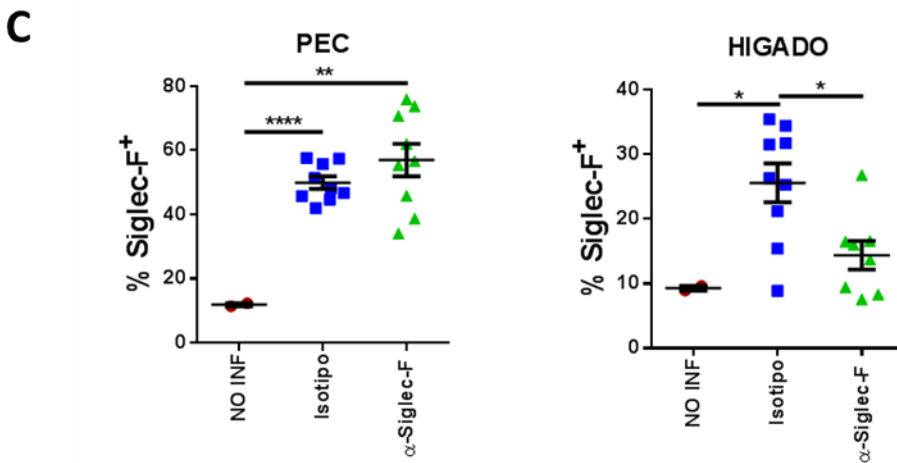 C
PEC
% Siglec-F+
80
60
40
20
0
**
****
NO INF
Isotipo
α-Siglec-F
HIGADO
% Siglec-F+
40
30
20
10
0
*
*
NO INF
Isotipo
α-Siglec-F